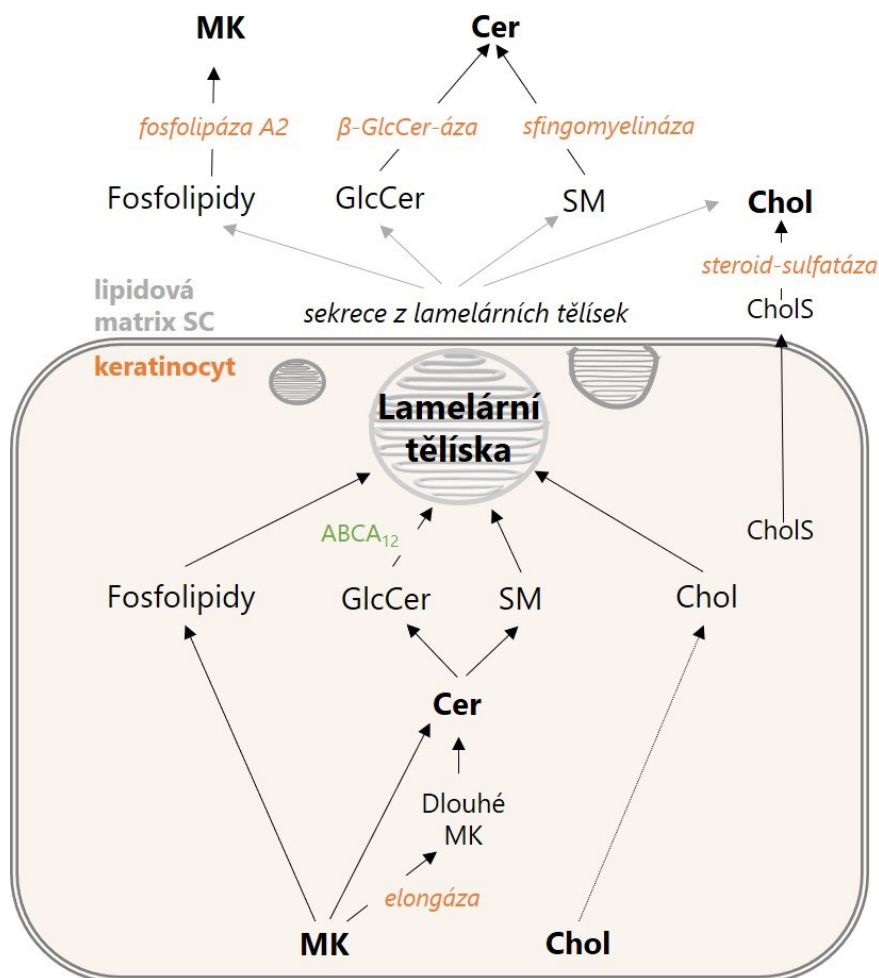 MK
Cer
fosfolipáza A2
β-GlcCer-áza
sfingomyelináza
Fosfolipidy
GlcCer
SM
Chol
steroid-sulfatáza
CholS
lipidová
matrix SC
sekrece z lamelárních tělísek
keratinocyt
Lamelární
tělíska
ABCA₁₂
CholS
Fosfolipidy
GlcCer
SM
Chol
Cer
Dlouhé
MK
elongáza
MK
Chol